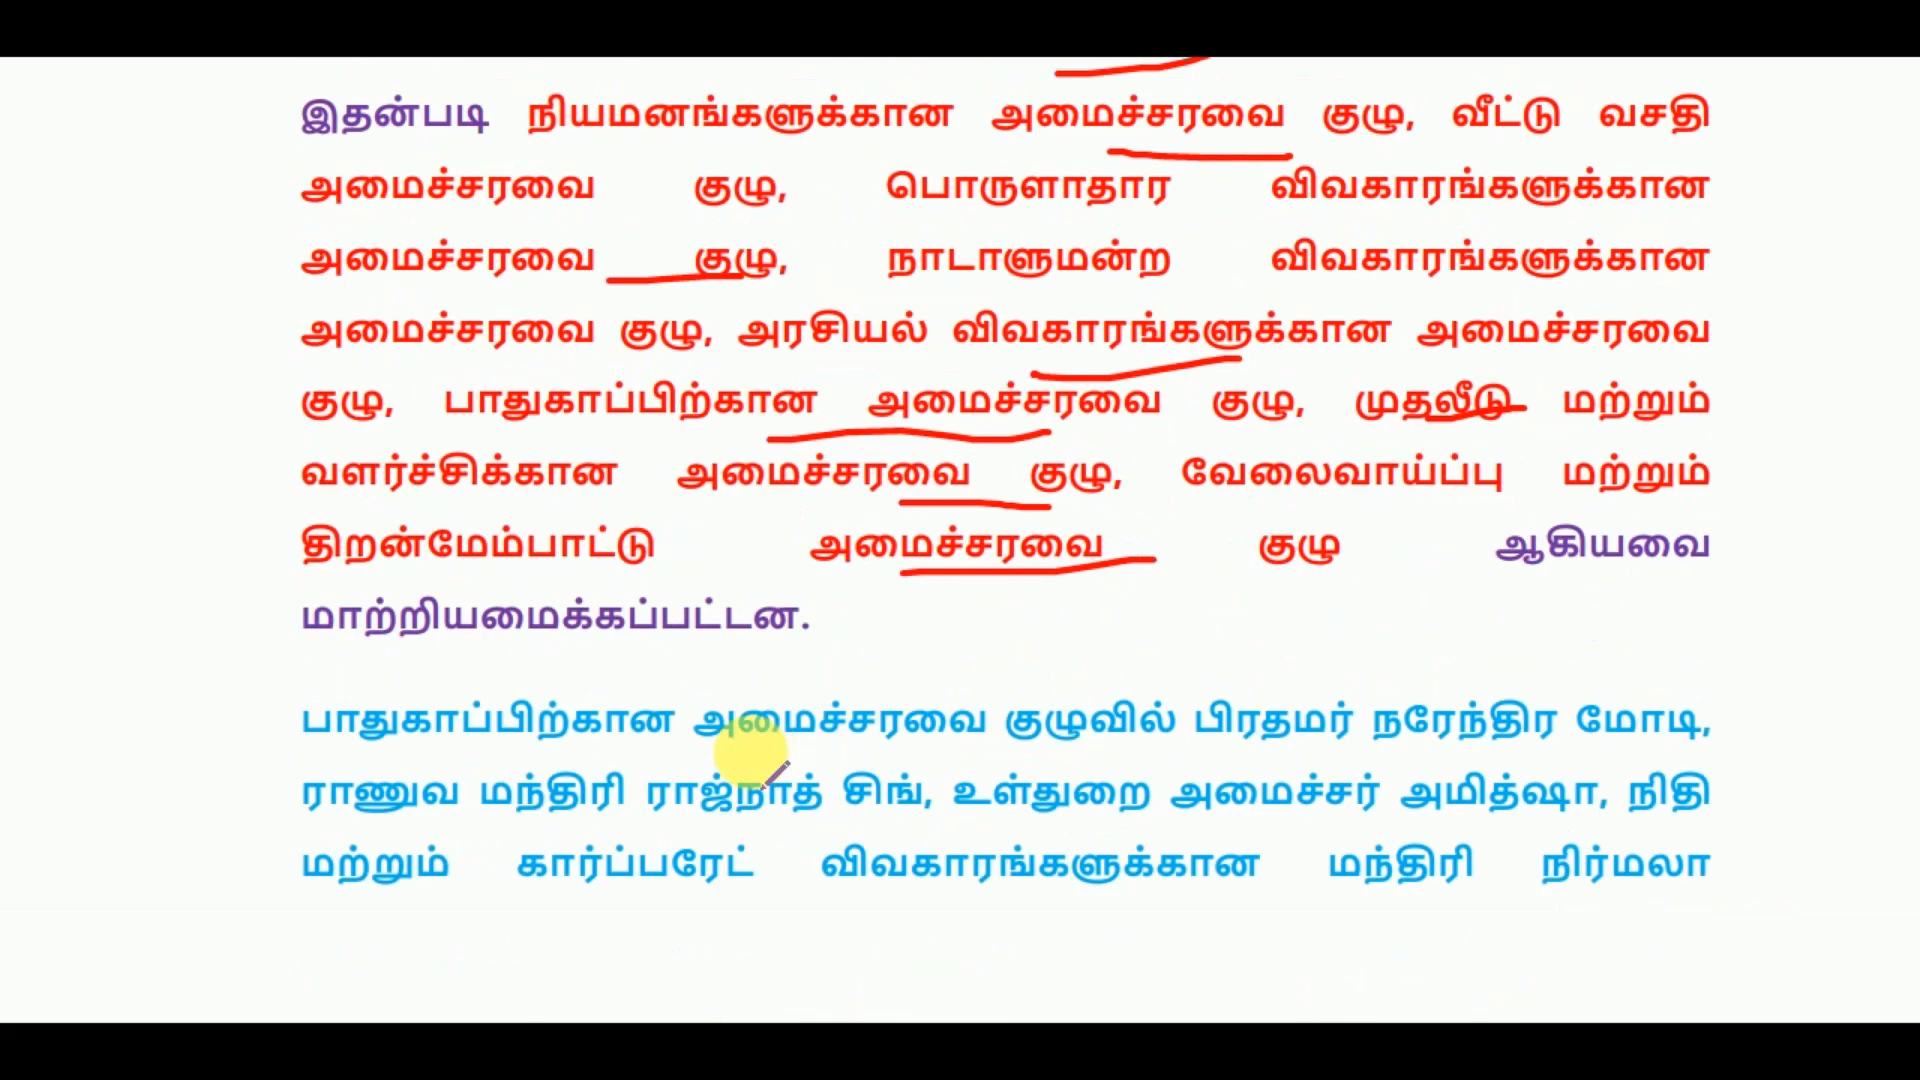 இதன்படி நியமனங்களுக்கான அமைச்சரவை குழு, வீட்டு வசதி
அமைச்சரவை குழு, பொருளாதார விவகாரங்களுக்கான
அமைச்சரவை குழு, நாடாளுமன்ற விவகாரங்களுக்கான
அமைச்சரவை குழு, அரசியல் விவகாரங்களுக்கான அமைச்சரவை
குழு, பாதுகாப்பிற்கான அமைச்சரவை குழு, முதலீடு மற்றும்
வளர்ச்சிக்கான அமைச்சரவை குழு, வேலைவாய்ப்பு மற்றும்
திறன்மேம்பாட்டு அமைச்சரவை குழு ஆகியவை
மாற்றியமைக்கப்பட்டன.
பாதுகாப்பிற்கான அமைச்சரவை குழுவில் பிரதமர் நரேந்திர மோடி,
ராணுவ மந்திரி ராஜ்நாத் சிங், உள்துறை அமைச்சர் அமித்ஷா, நிதி
மற்றும் கார்ப்பரேட் விவகாரங்களுக்கான மந்திரி நிர்மலா